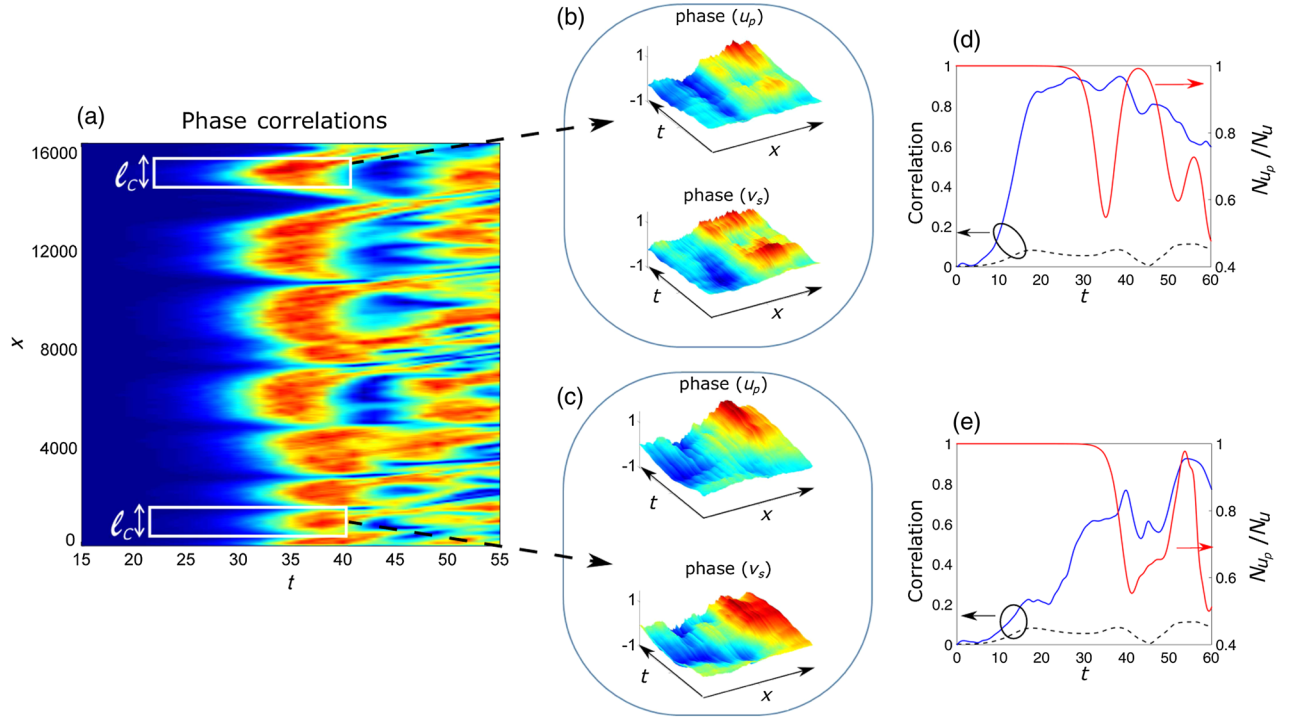 (a)
Phase correlations
16000
12000
8000
4000
0
x
ℓC
ℓC
15 20 25 30 35 40 45 50 55
t
(b)
phase (up)
1
-1
t
x
phase (vs)
1
-1
t
x
(c)
phase (up)
1
-1
t
x
phase (vs)
1
-1
t
x
(d)
1
0.8
0.6
0.4
0.2
0
Correlation
0 10 20 30 40 50 60
t
1
0.8
0.6
0.4
Nup / Nu
(e)
1
0.8
0.6
0.4
0.2
0
Correlation
0 10 20 30 40 50 60
t
1
0.8
0.6
0.4
Nup / Nu